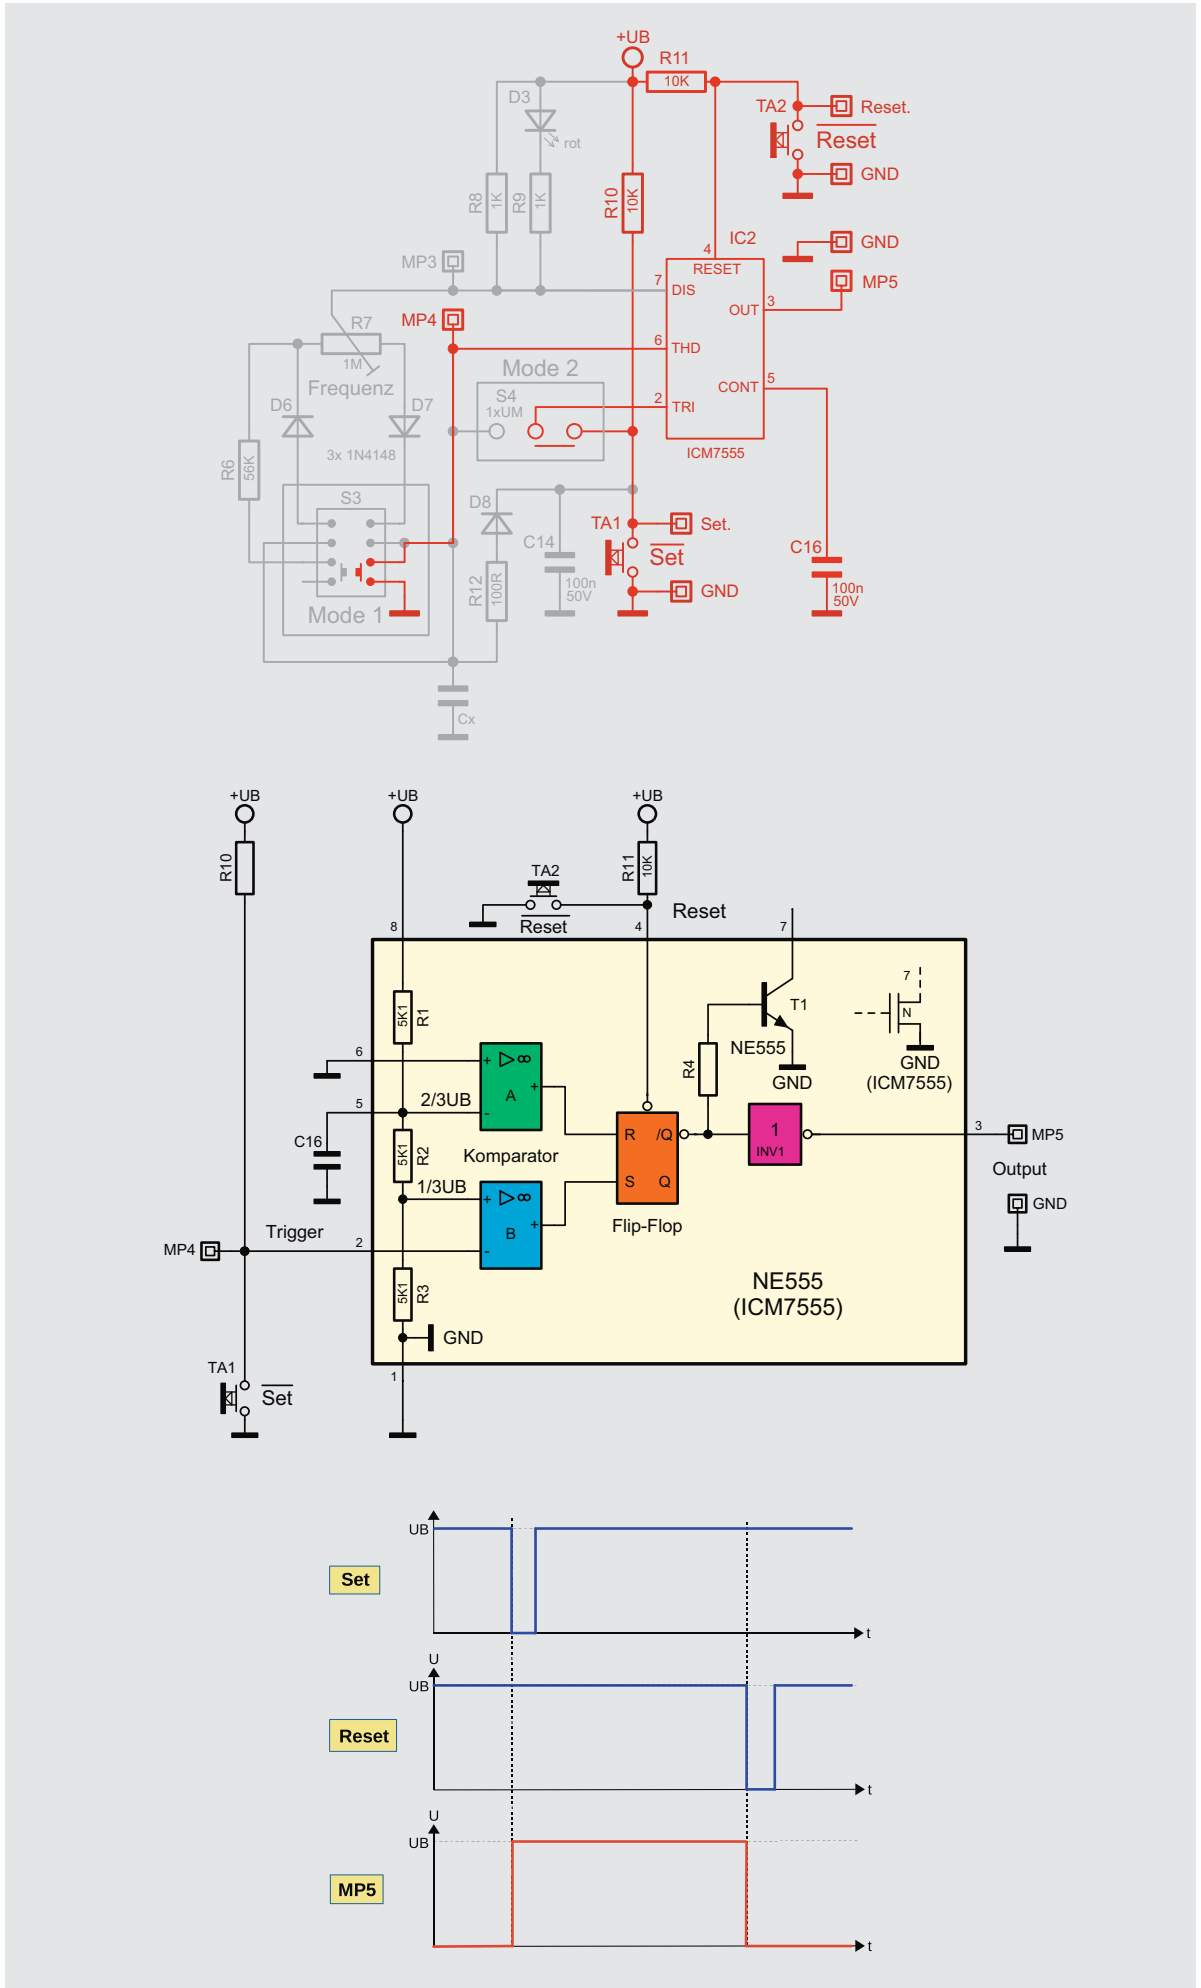 +UB
R11
10K
D3
rot
TA2
Reset.
Reset
GND
R8
1K
R9
1K
R10
10K
IC2
4
RESET
GND
MP3
7
DIS
MP5
3
OUT
MP4
R7
1M
Frequenz
6
THD
Mode 2
S4
1xUM
CONT
5
2
TRI
D6
D7
3x 1N4148
ICM7555
R6
56K
S3
Mode 1
D8
R12
100R
C14
100n
50V
TA1
Set.
Set
GND
C16
100n
50V
Cx
+UB
+UB
+UB
R10
R11
10K
TA2
Reset
Reset
8
4
7
5K1
R1
T1
7
N
NE555
R4
GND
GND
(ICM7555)
6
A
+
-
+
▷∞
2/3UB
5
C16
5K1
R2
Komparator
R
/Q
S
Q
1
INV1
3
MP5
Output
GND
1/3UB
+
▷∞
B
+
-
Flip-Flop
MP4
Trigger
2
5K1
R3
GND
NE555
(ICM7555)
TA1
Set
1
UB
Set
t
U
UB
Reset
t
U
UB
MP5
t